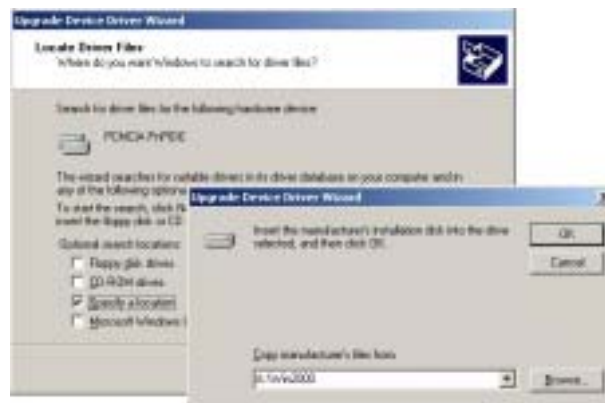 Upgrade Device Driver Wizard
Locate Driver Files
Where do you want Windows to search for driver files?
Search for driver files for the following hardware device:
PCMCIA PnPIDE
The wizard searches for suitable drivers in its driver database on your computer and in
any of the following optional
To start the search, click
insert the floppy disk or CD
Optional search locations:
Floppy disk drives
CD-ROM drives
Specify a location
Microsoft Windows
Upgrade Device Driver Wizard
Insert the manufacturer's installation disk into the drive
selected, and then click OK.
OK
Cancel
Copy manufacturer's files from:
Win2000
Browse...